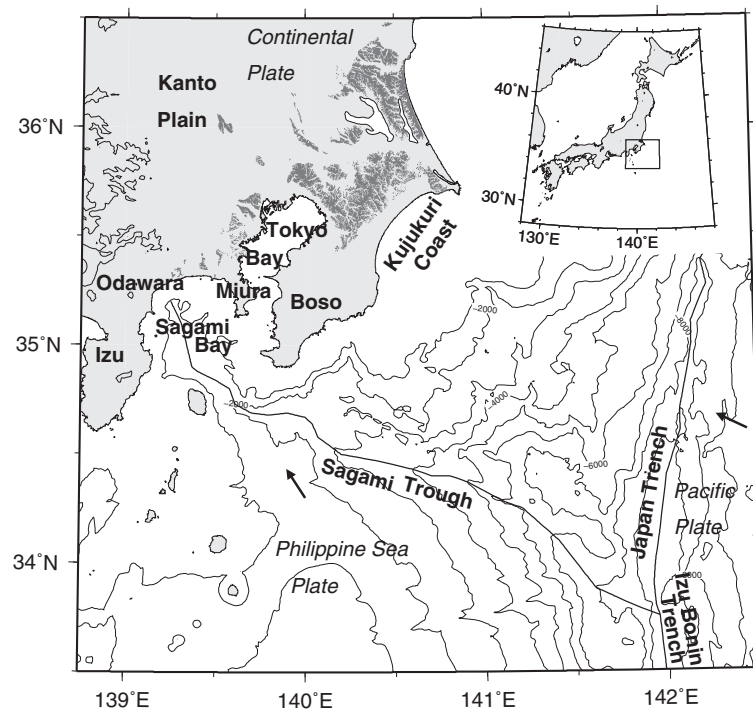 Continental
Plate
Kanto
Plain
36˚N
40˚N
30˚N
130˚E
140˚E
Tokyo
Bay
Kujukuri
Coast
Odawara
Miura
Boso
Sagami
Bay
35˚N
Izu
−2000
−8000
−2000
−4000
−6000
Sagami Trough
Japan Trench
Pacific
Plate
34˚N
Philippine Sea
Plate
Izu Bonin
Trench
139˚E
140˚E
141˚E
142˚E